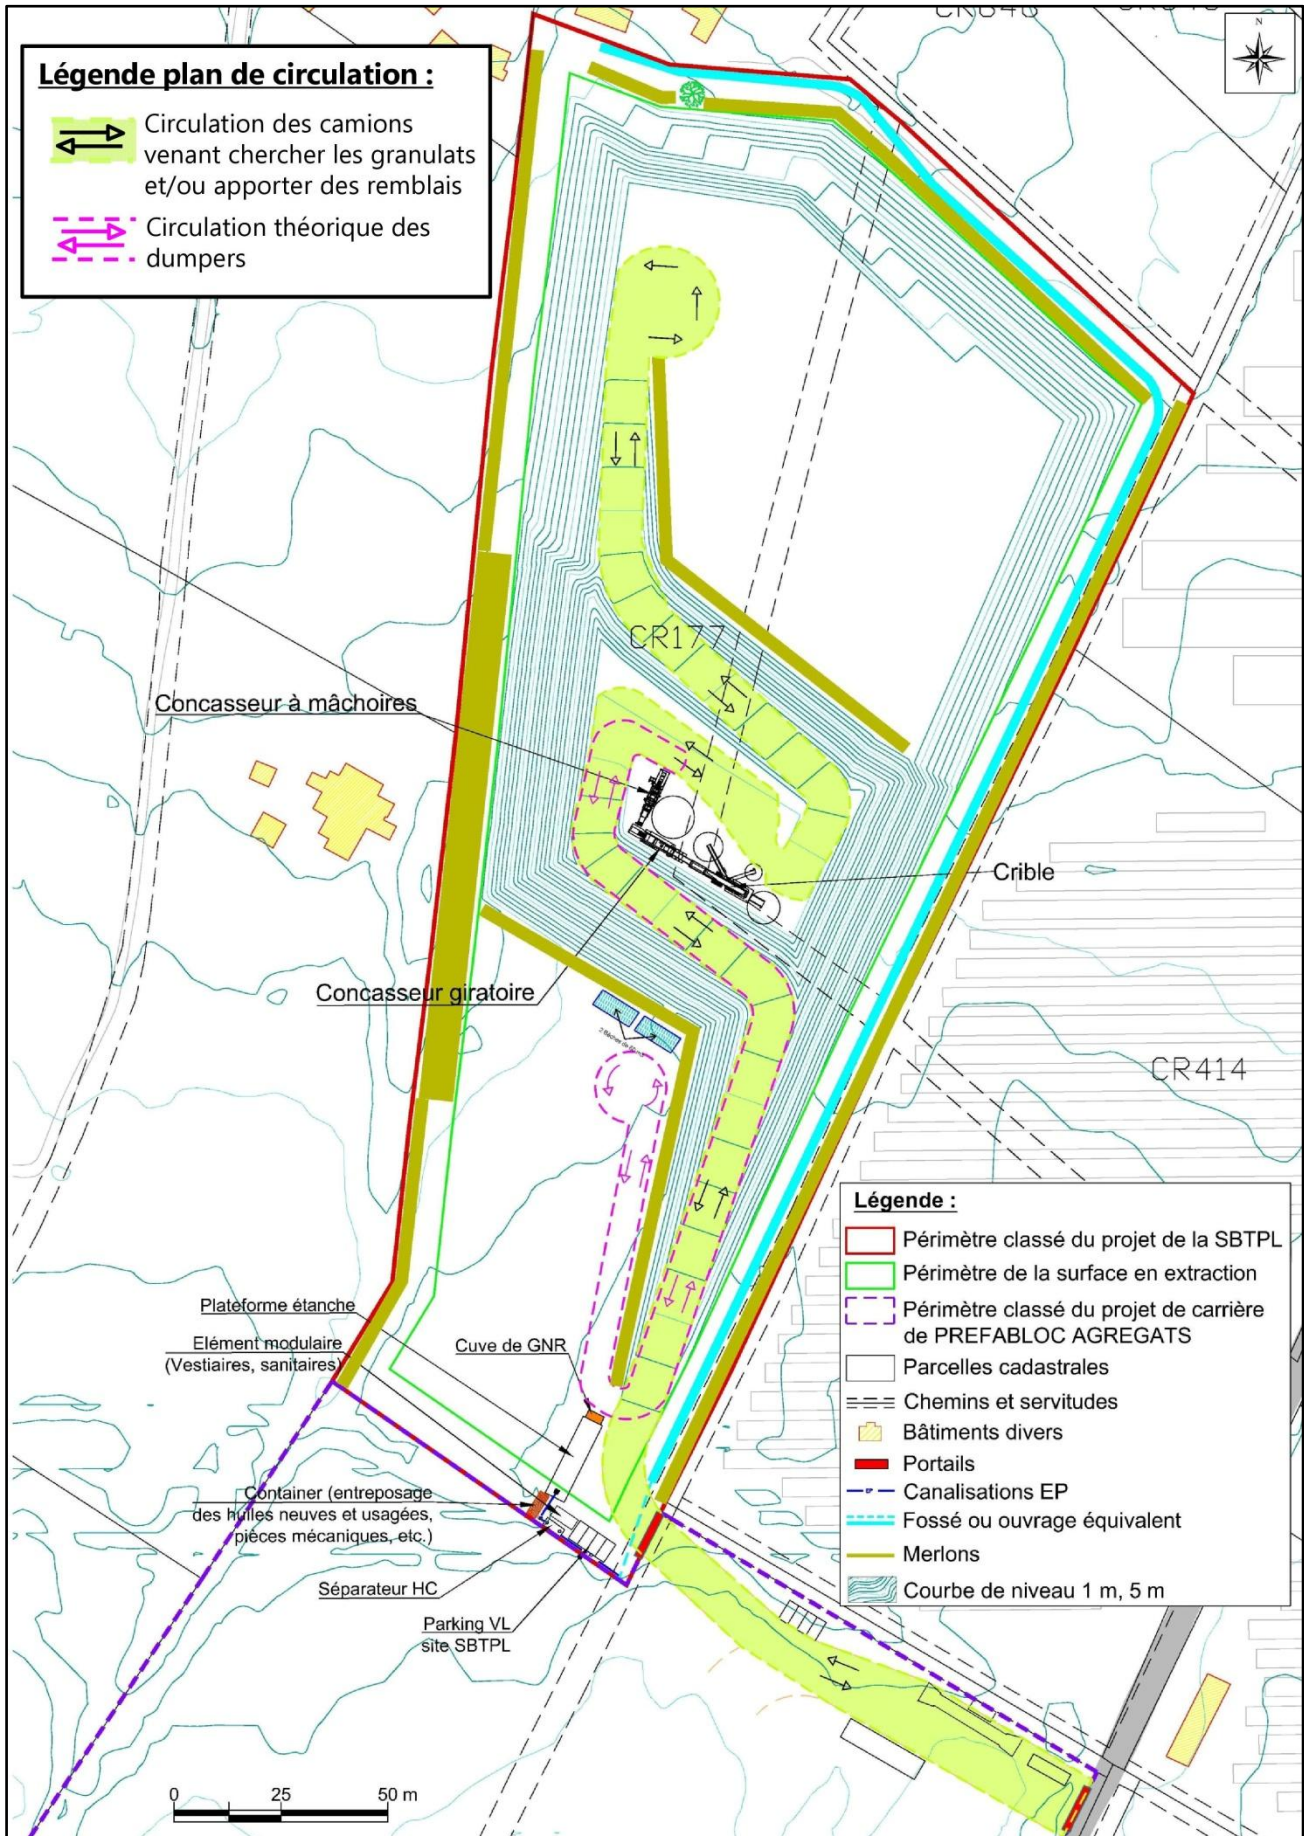 Légende plan de circulation :
Circulation des camions
venant chercher les granulats
et/ou apporter des remblais
Circulation théorique des
dumpers
N
CR177
Concasseur à mâchoires
Crible
Concasseur giratoire
2 Bâches de
CR414
Plateforme étanche
Elément modulaire
(Vestiaires, sanitaires)
Cuve de GNR
Container (entreposage
des huiles neuves et usagées,
pièces mécaniques, etc.)
Séparateur HC
Parking VL
site SBTPL
Légende :
Périmètre classé du projet de la SBTPL
Périmètre de la surface en extraction
Périmètre classé du projet de carrière
de PREFABLOC AGREGATS
Parcelles cadastrales
Chemins et servitudes
Bâtiments divers
Portails
Canalisations EP
Fossé ou ouvrage équivalent
Merlons
Courbe de niveau 1 m, 5 m
0 25 50 m